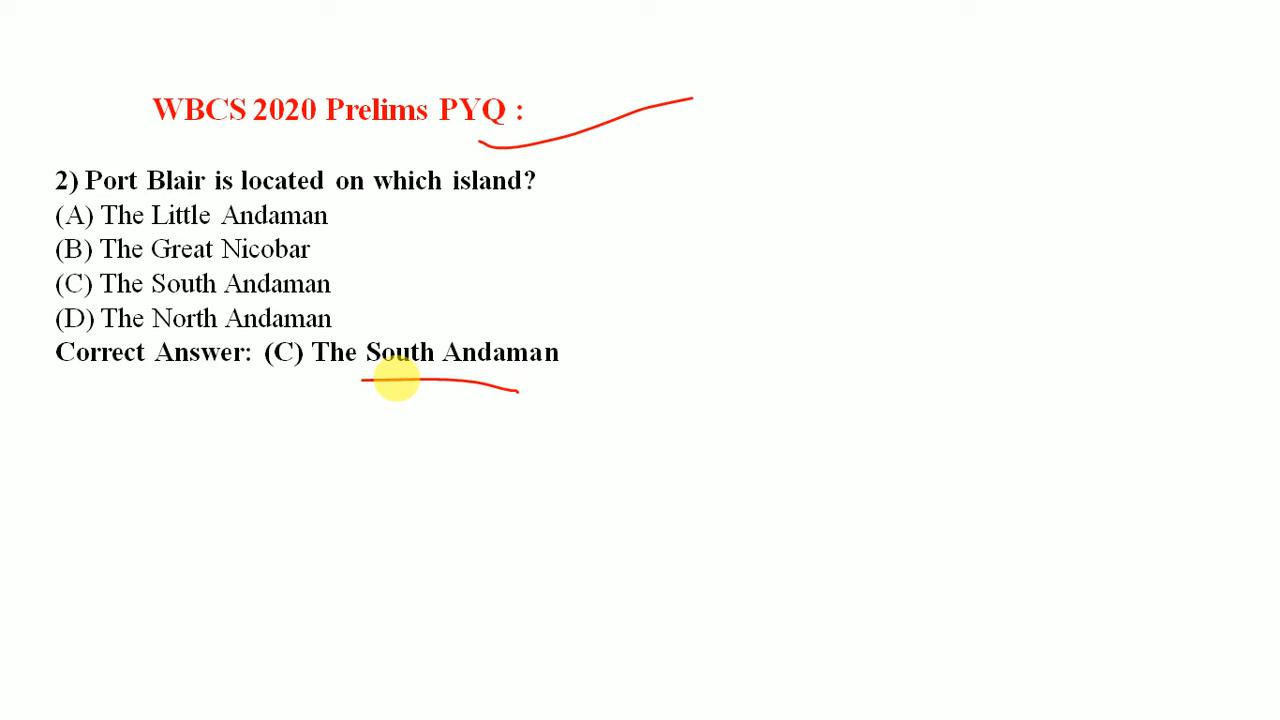 WBCS 2020 Prelims PYQ :
2) Port Blair is located on which island?
(A) The Little Andaman
(B) The Great Nicobar
(C) The South Andaman
(D) The North Andaman
Correct Answer: (C) The South Andaman